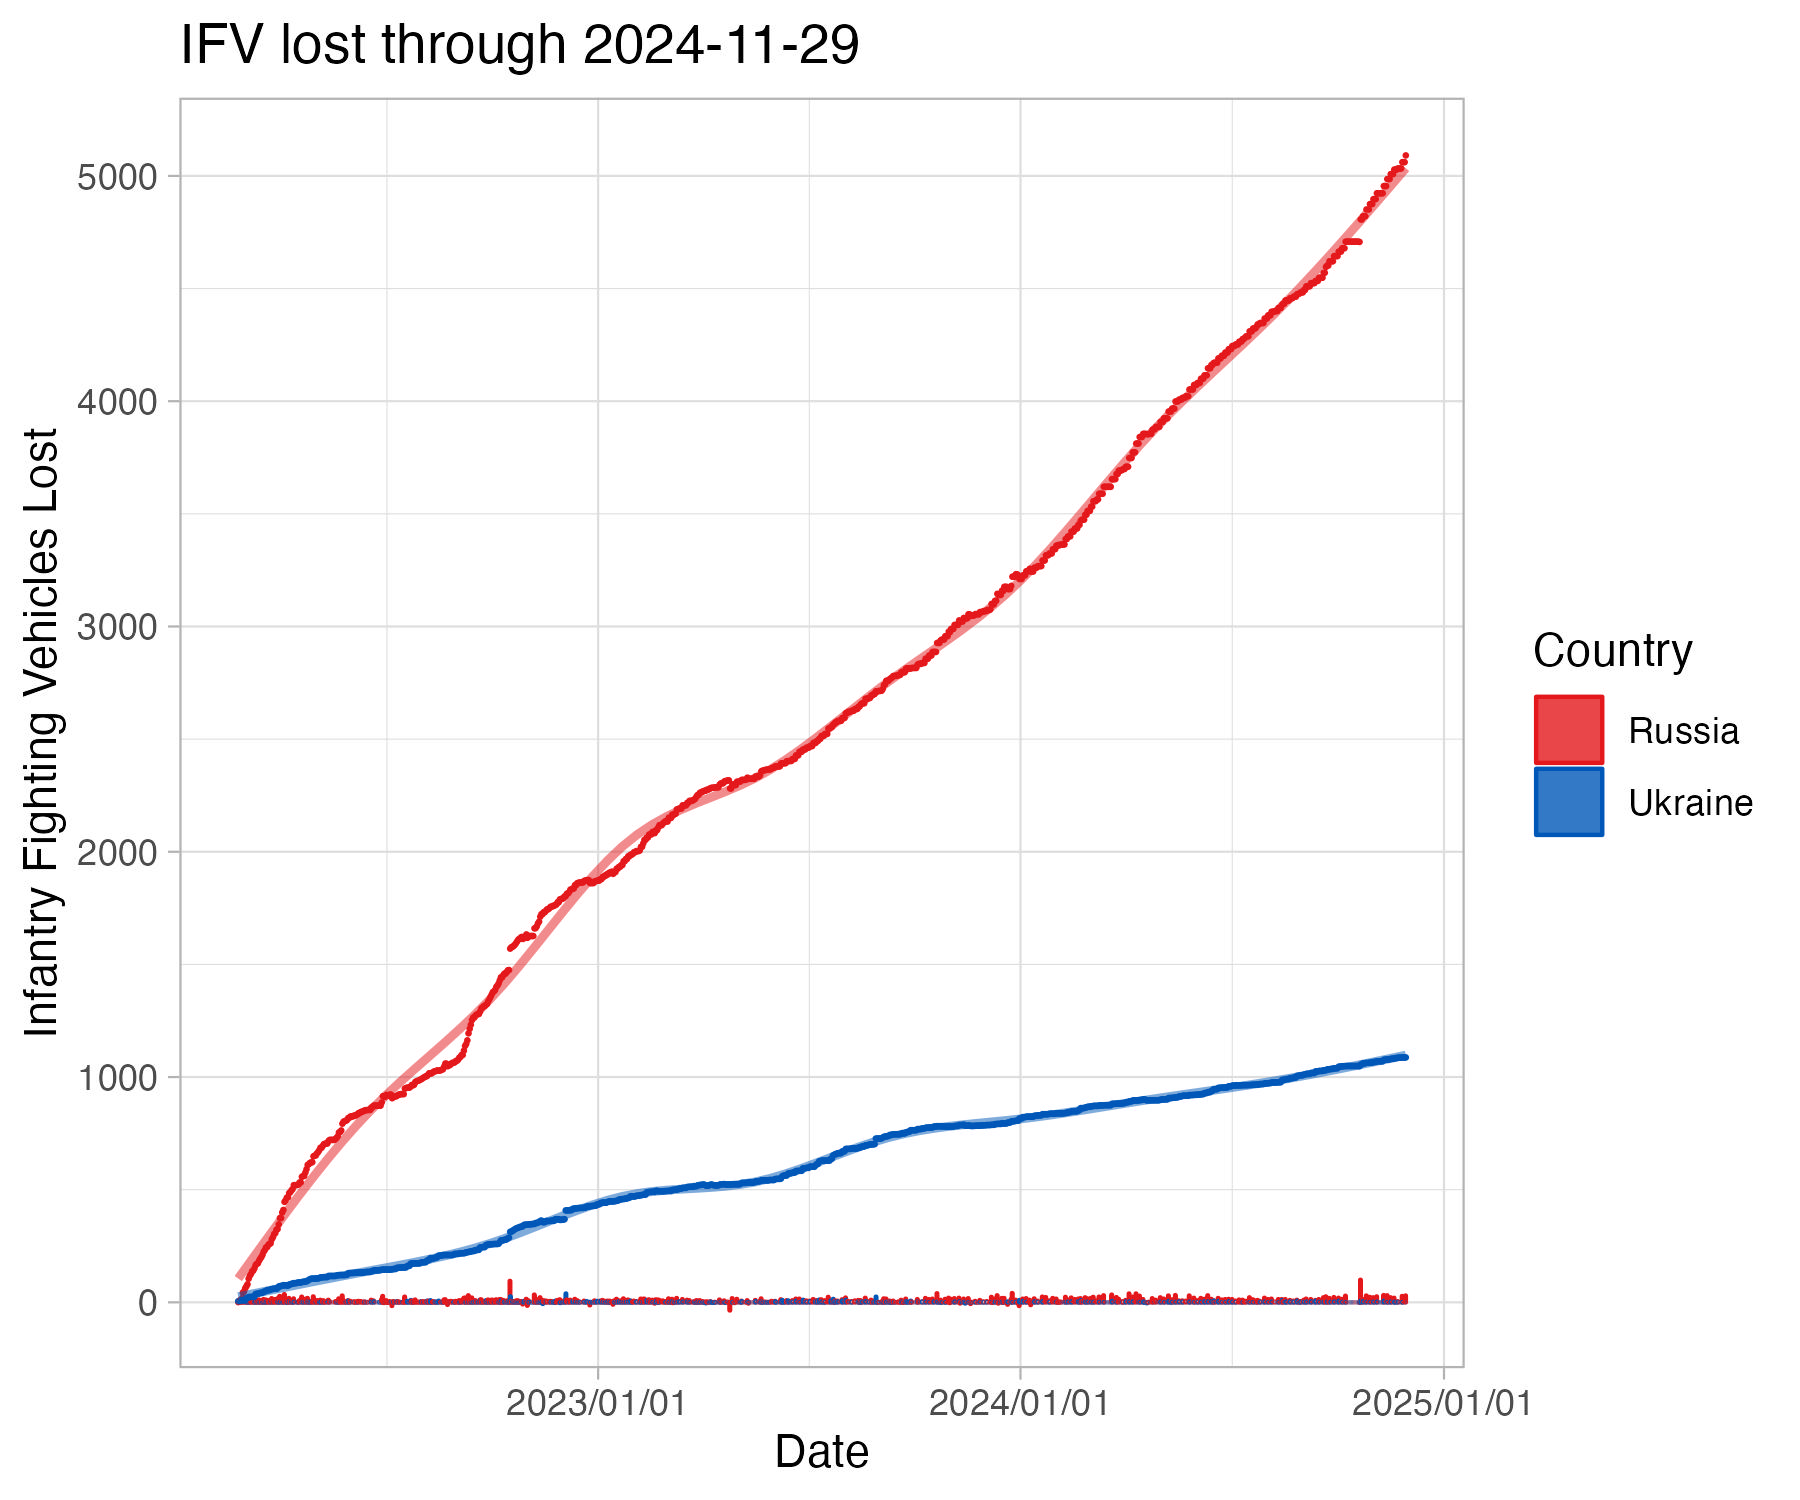 IFV lost through 2024-11-29
Infantry Fighting Vehicles Lost
5000
4000
3000
2000
1000
0
2023/01/01
2024/01/01
2025/01/01
Date
Country
Russia
Ukraine